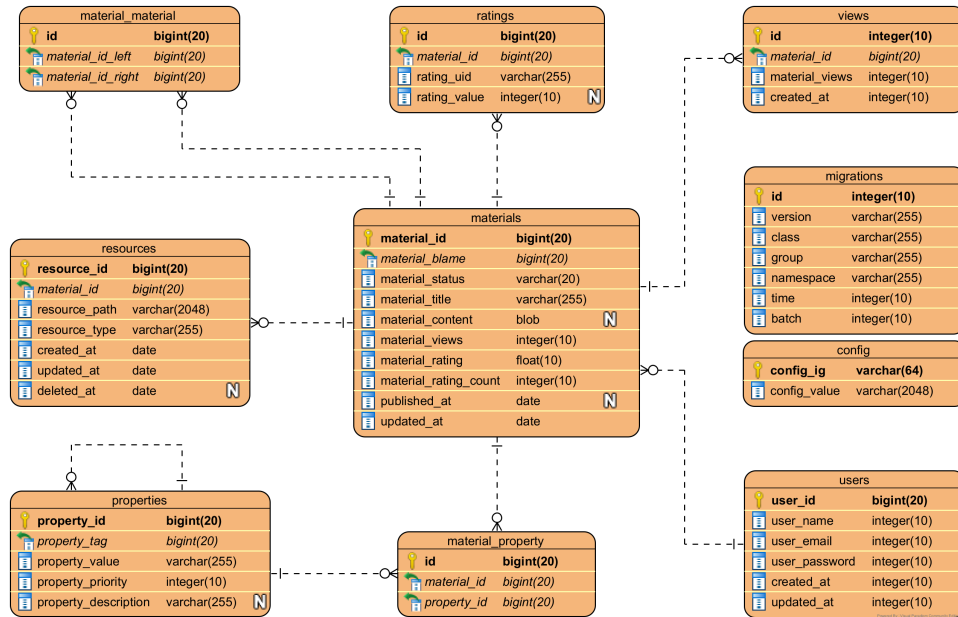 material_material
id bigint(20)
material_id_left bigint(20)
material_id_right bigint(20)
ratings
id bigint(20)
material_id bigint(20)
rating_uid varchar(255)
rating_value integer(10) N
views
id integer(10)
material_id bigint(20)
material_views integer(10)
created_at integer(10)
migrations
id integer(10)
version varchar(255)
class varchar(255)
group varchar(255)
namespace varchar(255)
time integer(10)
batch integer(10)
materials
material_id bigint(20)
material_blame bigint(20)
material_status varchar(20)
material_title varchar(255)
material_content blob N
material_views integer(10)
material_rating float(10)
material_rating_count integer(10)
published_at date N
updated_at date
resources
resource_id bigint(20)
material_id bigint(20)
resource_path varchar(2048)
resource_type varchar(255)
created_at date
updated_at date
deleted_at date N
config
config_ig varchar(64)
config_value varchar(2048)
properties
property_id bigint(20)
property_tag bigint(20)
property_value varchar(255)
property_priority integer(10)
property_description varchar(255) N
material_property
id bigint(20)
material_id bigint(20)
property_id bigint(20)
users
user_id bigint(20)
user_name integer(10)
user_email integer(10)
user_password integer(10)
created_at integer(10)
updated_at integer(10)